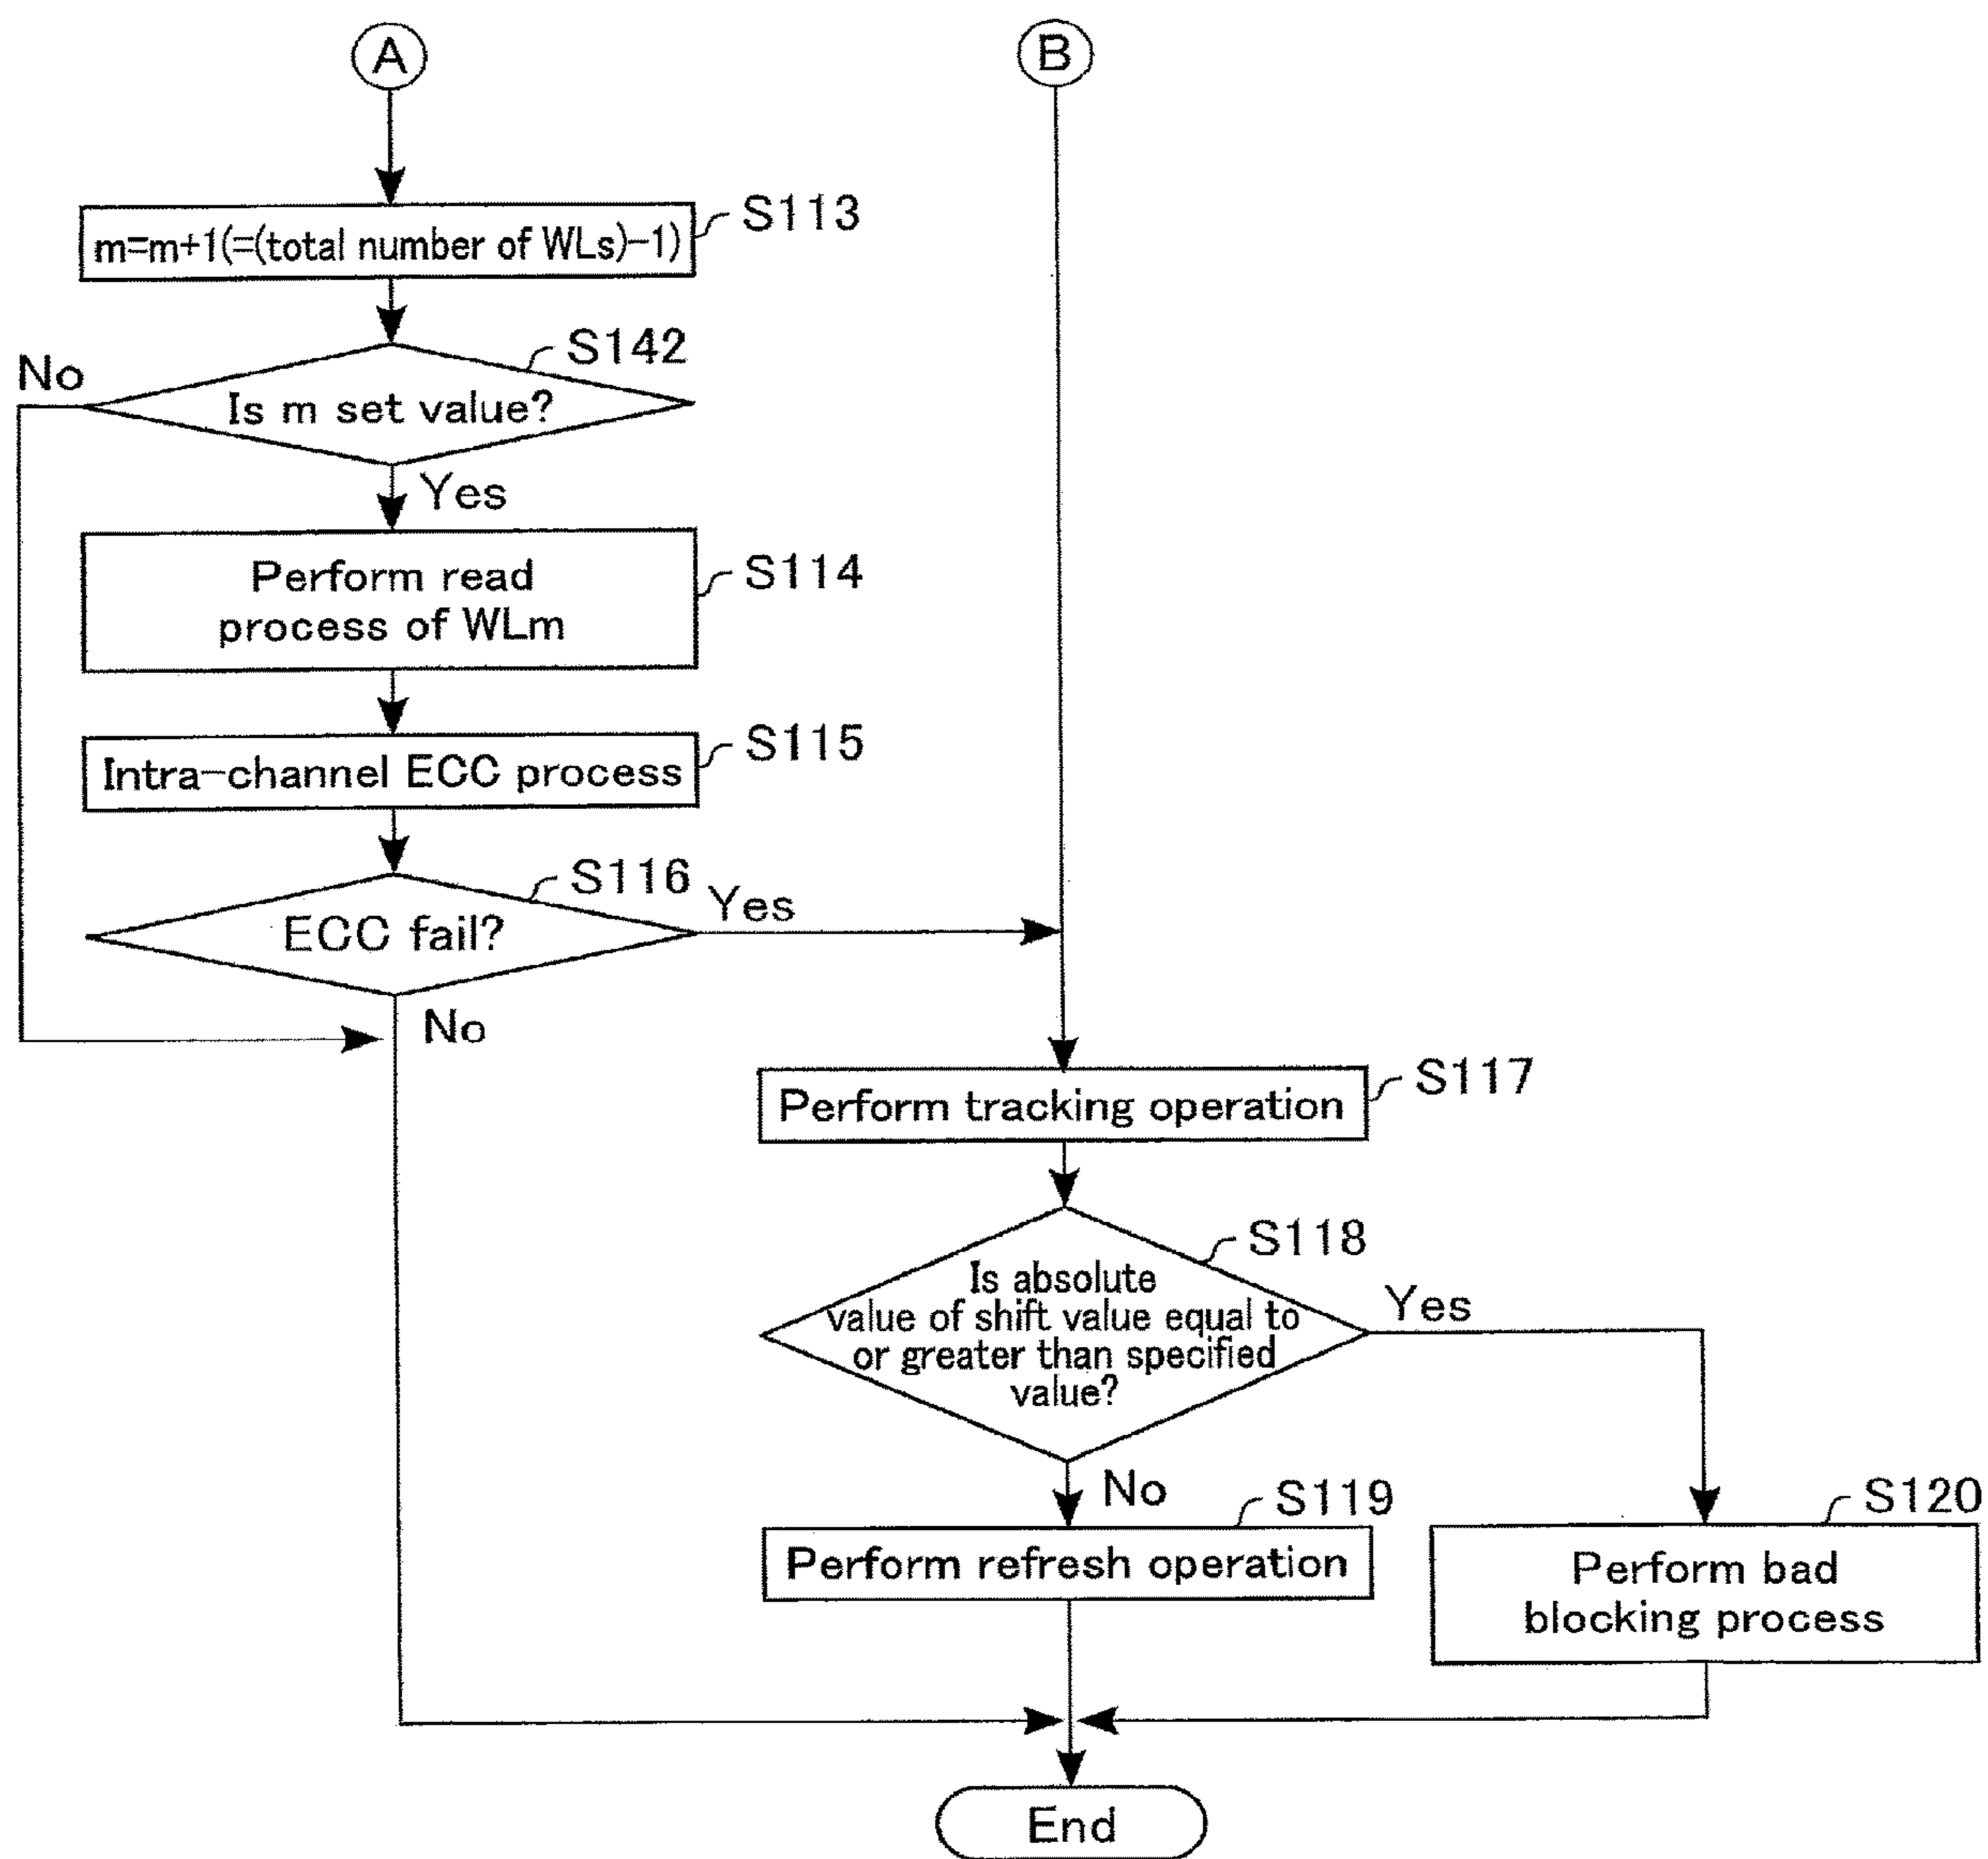 A
B
m=m+1(=(total number of WLs)-1)
S113
S142
No
Is m set value?
Yes
Perform read
process of WLm
S114
Intra-channel ECC process
S115
S116
ECC fail?
Yes
No
Perform tracking operation
S117
S118
Is absolute
value of shift value equal to
or greater than specified
value?
Yes
No
S119
Perform refresh operation
S120
Perform bad
blocking process
End